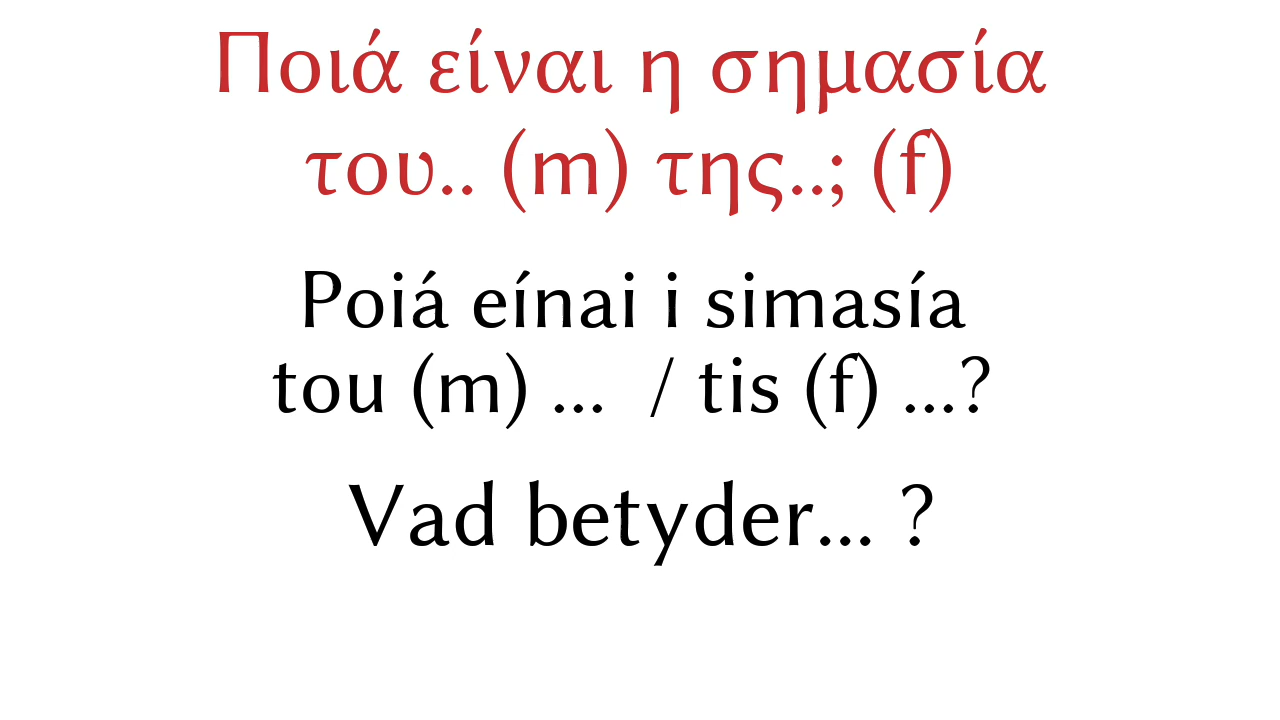 Ποιά είναι η σημασία
του.. (m) της..; (f)
Poiá eínai i simasía
tou (m) ... / tis (f) ...?
Vad betyder... ?